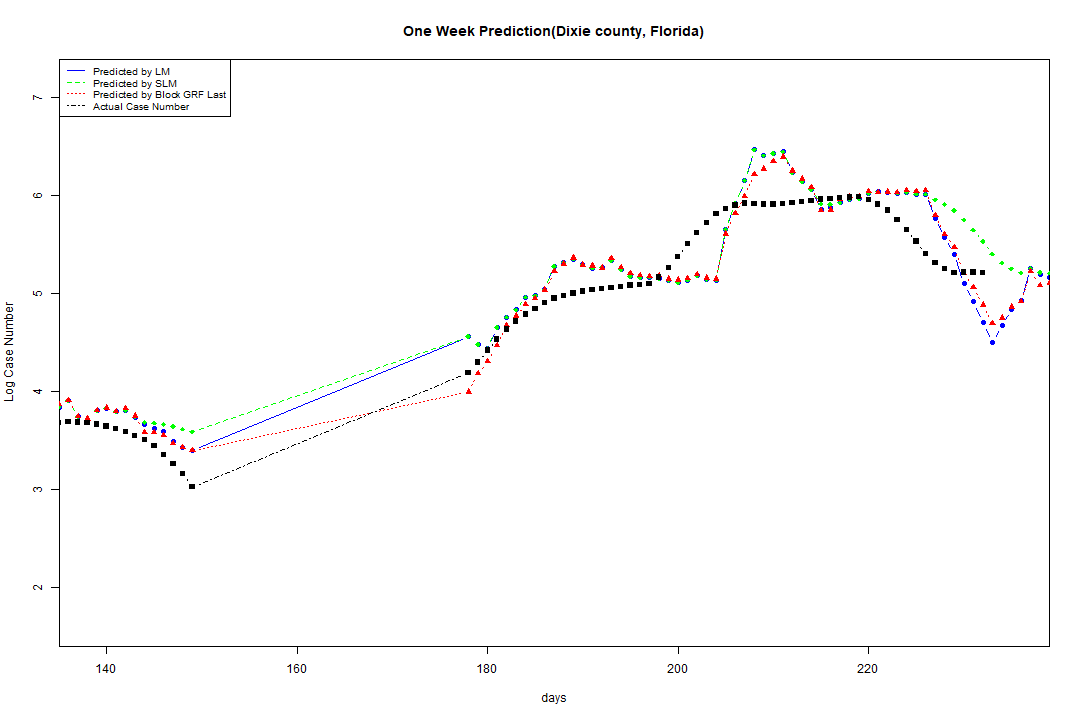 One Week Prediction(Dixie county, Florida)
Predicted by LM
Predicted by SLM
Predicted by Block GRF Last
Actual Case Number
7
6
5
4
3
2
Log Case Number
140 160 180 200 220
days